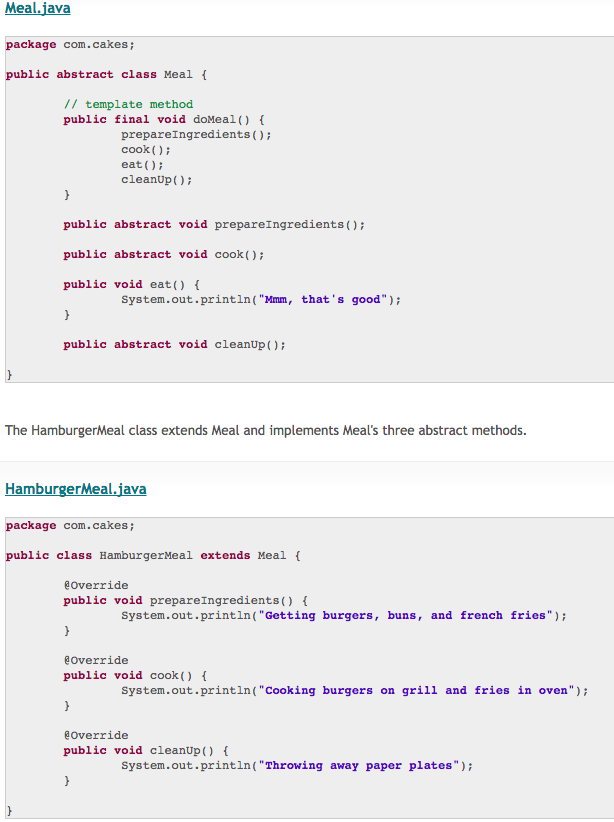 Meal.java
package com.cakes;
public abstract class Meal {
// template method
public final void doMeal() {
prepareIngredients();
cook();
eat();
cleanUp();
}
public abstract void prepareIngredients();
public abstract void cook();
public void eat() {
System.out.println("Mmm, that's good");
}
public abstract void cleanUp();
}
The HamburgerMeal class extends Meal and implements Meal's three abstract methods.
HamburgerMeal.java
package com.cakes;
public class HamburgerMeal extends Meal {
@Override
public void prepareIngredients() {
System.out.println("Getting burgers, buns, and french fries");
}
@Override
public void cook() {
System.out.println("Cooking burgers on grill and fries in oven");
}
@Override
public void cleanUp() {
System.out.println("Throwing away paper plates");
}
}